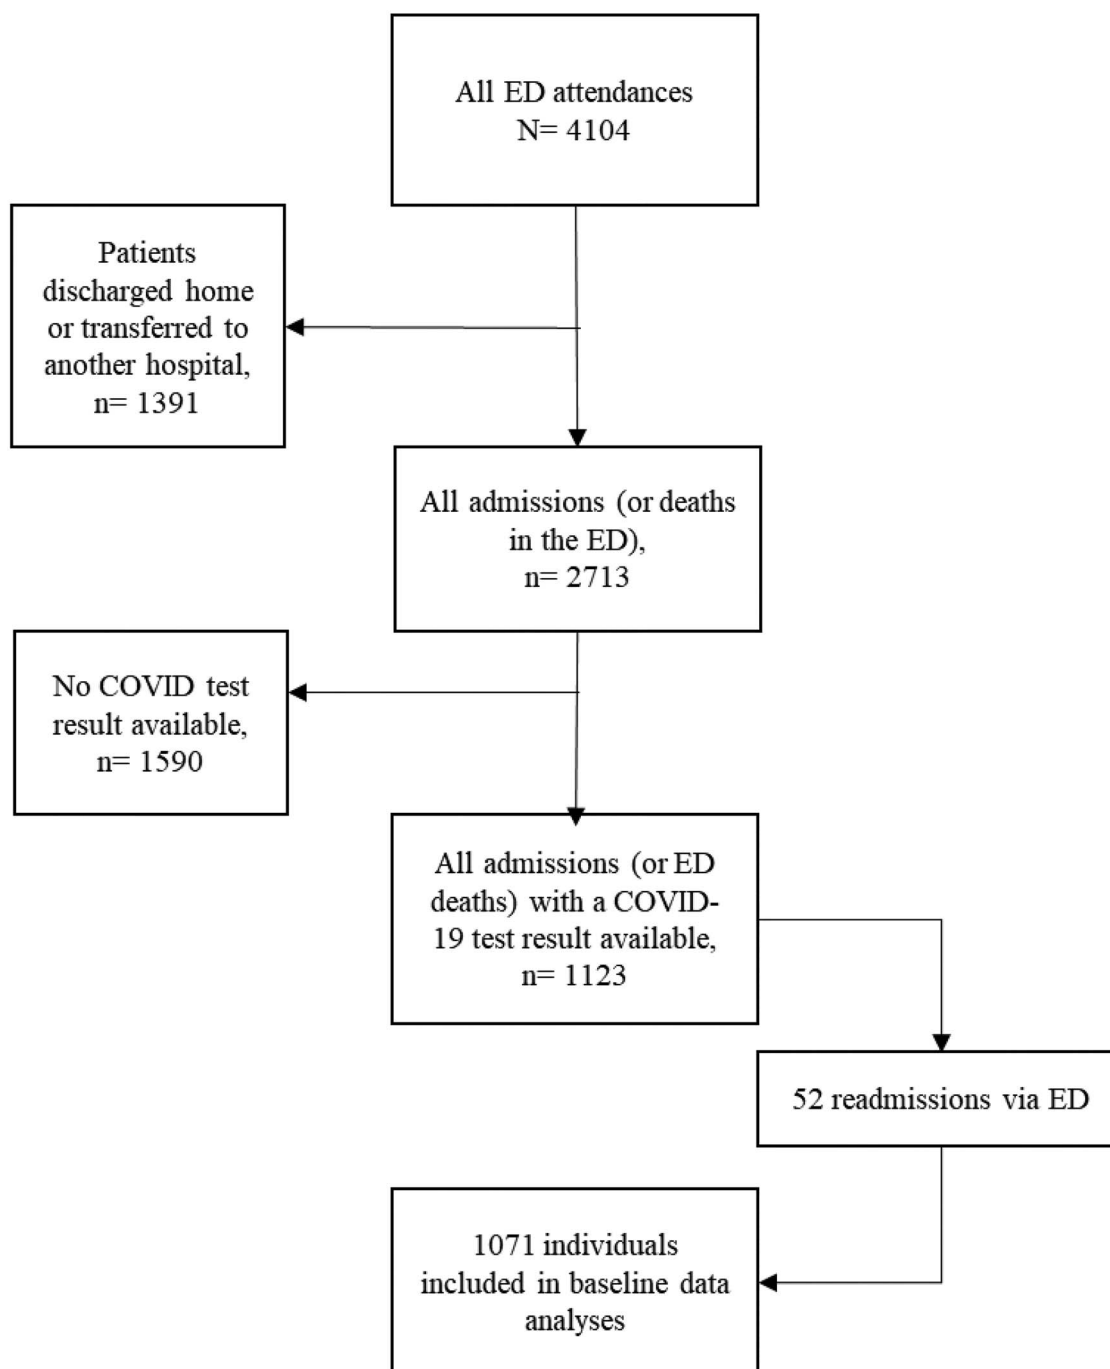 All ED attendances
N= 4104
Patients
discharged home
or transferred to
another hospital,
n= 1391
All admissions (or deaths
in the ED),
n= 2713
No COVID test
result available,
n= 1590
All admissions (or ED
deaths) with a COVID-
19 test result available,
n= 1123
52 readmissions via ED
1071 individuals
included in baseline data
analyses